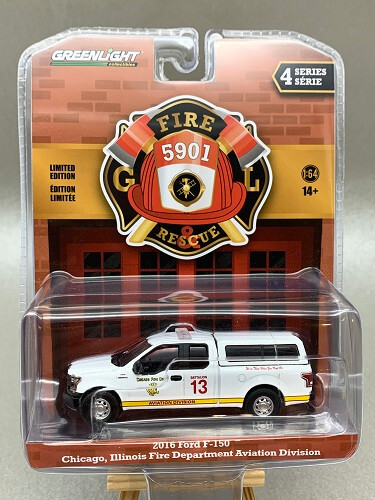 GREENLIGHT
collectibles
4 SERIES
SÉRIE
FIRE
5901
G L
&
RESCUE
LIMITED
EDITION
ÉDITION
LIMITÉE
1:64
14+
BATTALION
13
AVIATION DIVISION
2016 Ford F-150
Chicago, Illinois Fire Department Aviation Division